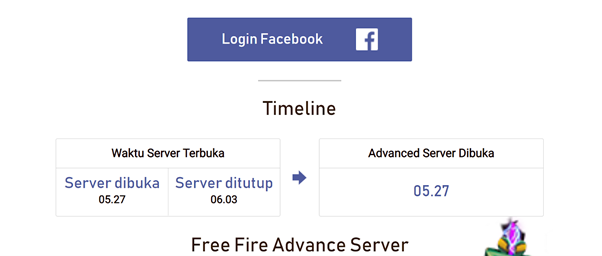 Login Facebook
Timeline
Waktu Server Terbuka
Server dibuka
05.27
Server ditutup
06.03
Advanced Server Dibuka
05.27
Free Fire Advance Server